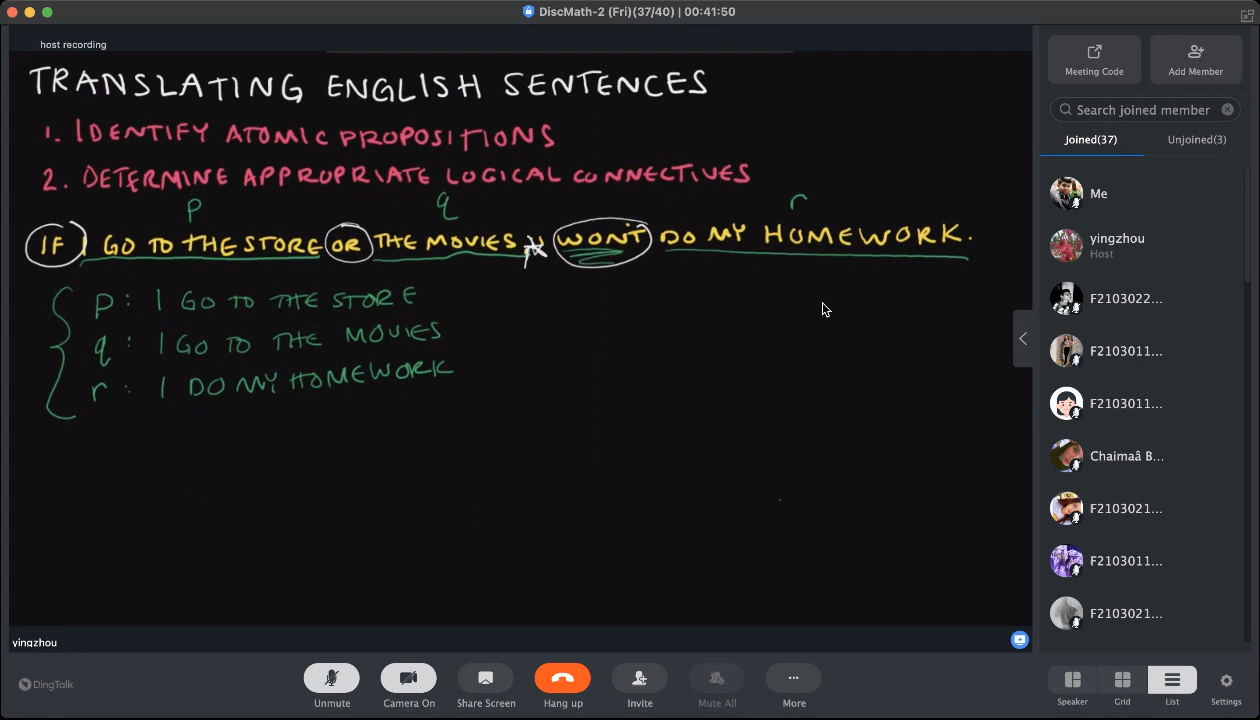 DiscMath-2 (Fri)(37/40) | 00:41:50
host recording
TRANSLATING ENGLISH SENTENCES
1. IDENTIFY ATOMIC PROPOSITIONS
2. DETERMINE APPROPRIATE LOGICAL CONNECTIVES
p q r
IF I GO TO THE STORE OR THE MOVIES, I WON'T DO MY HOMEWORK.
p: I GO TO THE STORE
q: I GO TO THE MOVIES
r: I DO MY HOMEWORK
yingzhou
Meeting Code Add Member
Search joined member
Joined(37) Unjoined(3)
Me
yingzhou
Host
F2103022...
F2103011...
F2103011...
Chaimaâ B...
F2103021...
F2103011...
F2103021...
DingTalk
Unmute Camera On Share Screen Hang up Invite Mute All More
Speaker Grid List Settings